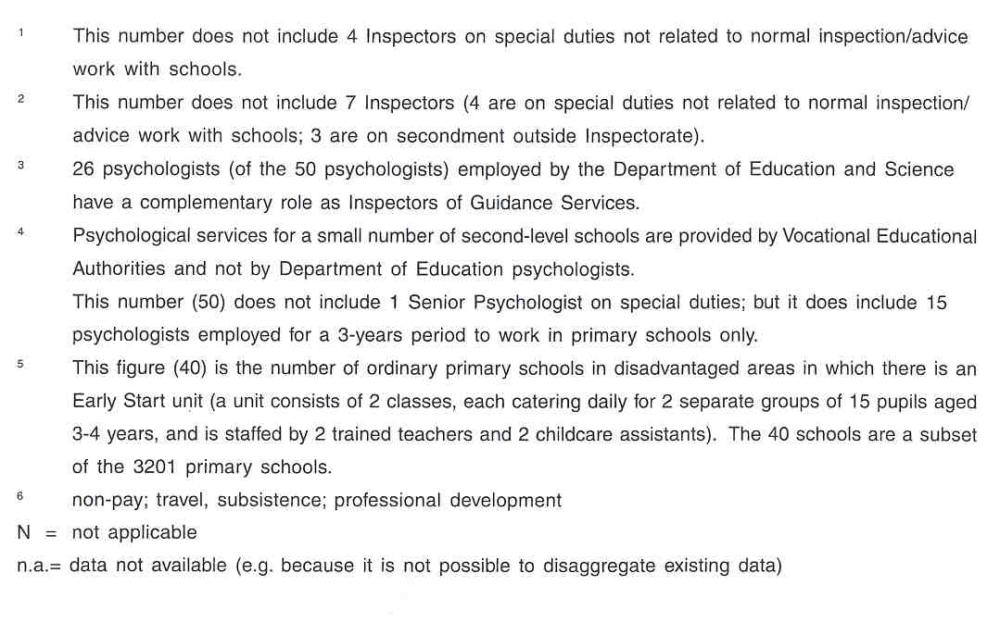 1 This number does not include 4 Inspectors on special duties not related to normal inspection/advice
work with schools.
2 This number does not include 7 Inspectors (4 are on special duties not related to normal inspection/
advice work with schools; 3 are on secondment outside Inspectorate).
3 26 psychologists (of the 50 psychologists) employed by the Department of Education and Science
have a complementary role as Inspectors of Guidance Services.
4 Psychological services for a small number of second-level schools are provided by Vocational Educational
Authorities and not by Department of Education psychologists.
This number (50) does not include 1 Senior Psychologist on special duties; but it does include 15
psychologists employed for a 3-years period to work in primary schools only.
5 This figure (40) is the number of ordinary primary schools in disadvantaged areas in which there is an
Early Start unit (a unit consists of 2 classes, each catering daily for 2 separate groups of 15 pupils aged
3-4 years, and is staffed by 2 trained teachers and 2 childcare assistants). The 40 schools are a subset
of the 3201 primary schools.
6 non-pay; travel, subsistence; professional development
N = not applicable
n.a.= data not available (e.g. because it is not possible to disaggregate existing data)